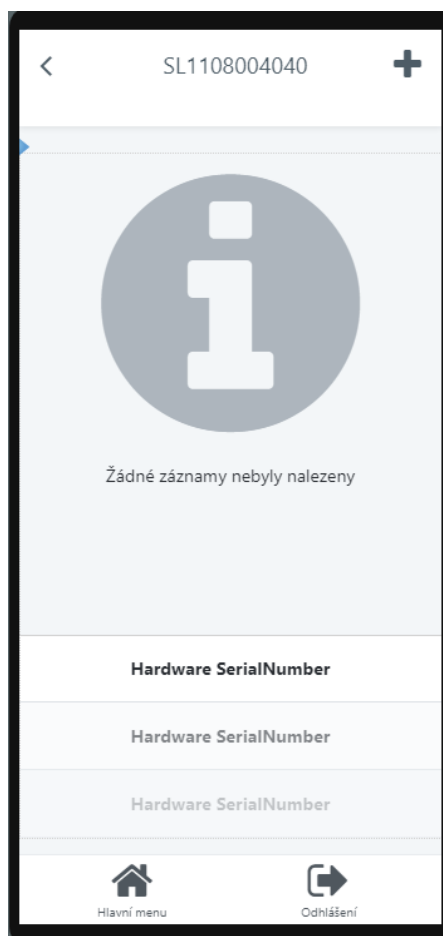 SL1108004040
Žádné záznamy nebyly nalezeny
Hardware SerialNumber
Hardware SerialNumber
Hardware SerialNumber
Hlavní menu
Odhlášení